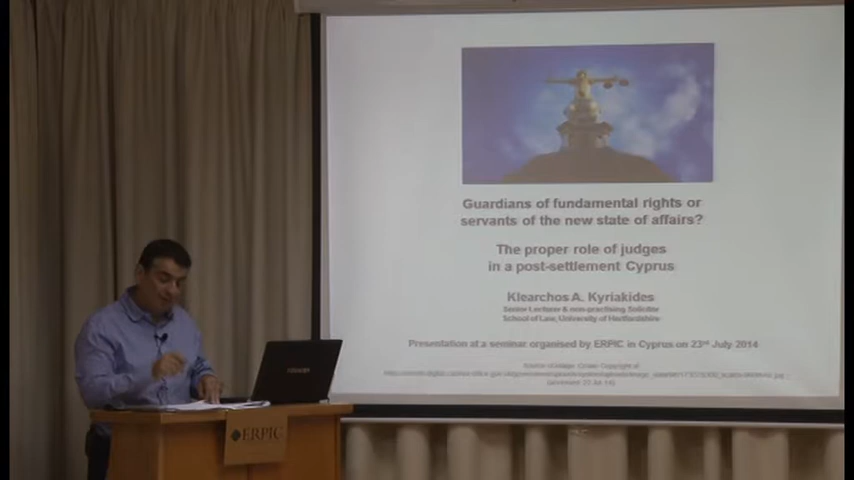 Guardians of fundamental rights or
servants of the new state of affairs?
The proper role of judges
in a post-settlement Cyprus
Klearchos A. Kyriakides
Senior Lecturer & non-practising Solicitor
School of Law, University of Hertfordshire
Presentation at a seminar organised by ERPIC in Cyprus on 23rd July 2014
ERPIC